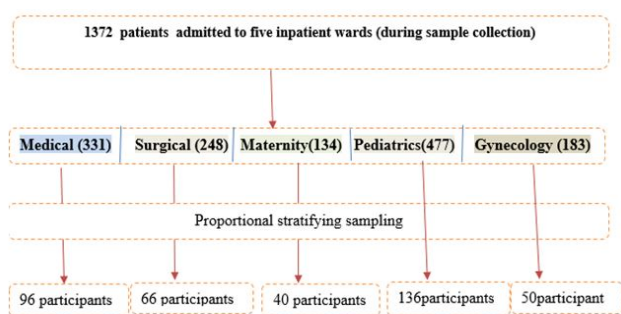 1372 patients admitted to five inpatient wards (during sample collection)
Medical (331) Surgical (248) Maternity(134) Pediatrics(477) Gynecology (183)
Proportional stratifying sampling
96 participants 66 participants 40 participants 136participants 50participant